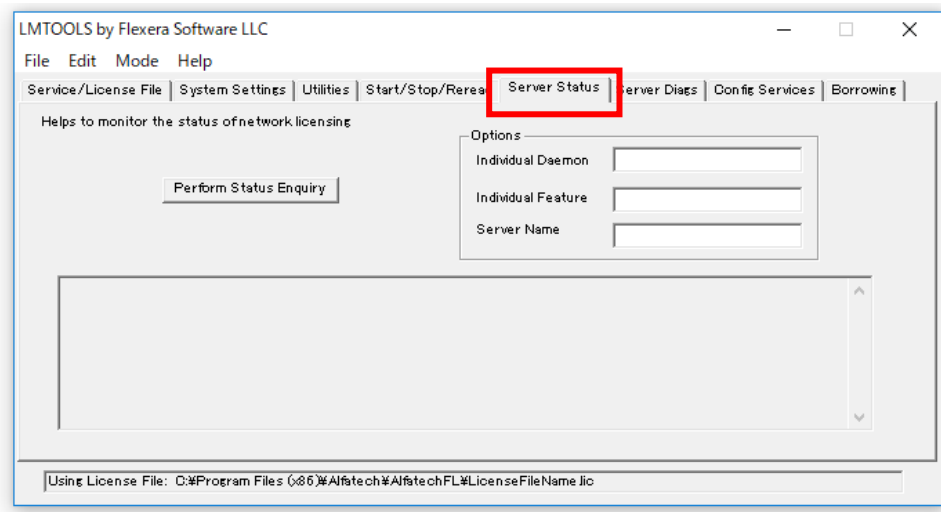 LMTOOLS by Flexera Software LLC
File Edit Mode Help
Service/License File System Settings Utilities Start/Stop/Reread Server Status Server Diags Config Services Borrowing
Helps to monitor the status of network licensing
Options
Individual Daemon
Perform Status Enquiry
Individual Feature
Server Name
Using License File: C:¥Program Files (x86)¥Alfatech¥AlfatechFL¥LicenseFileName.lic